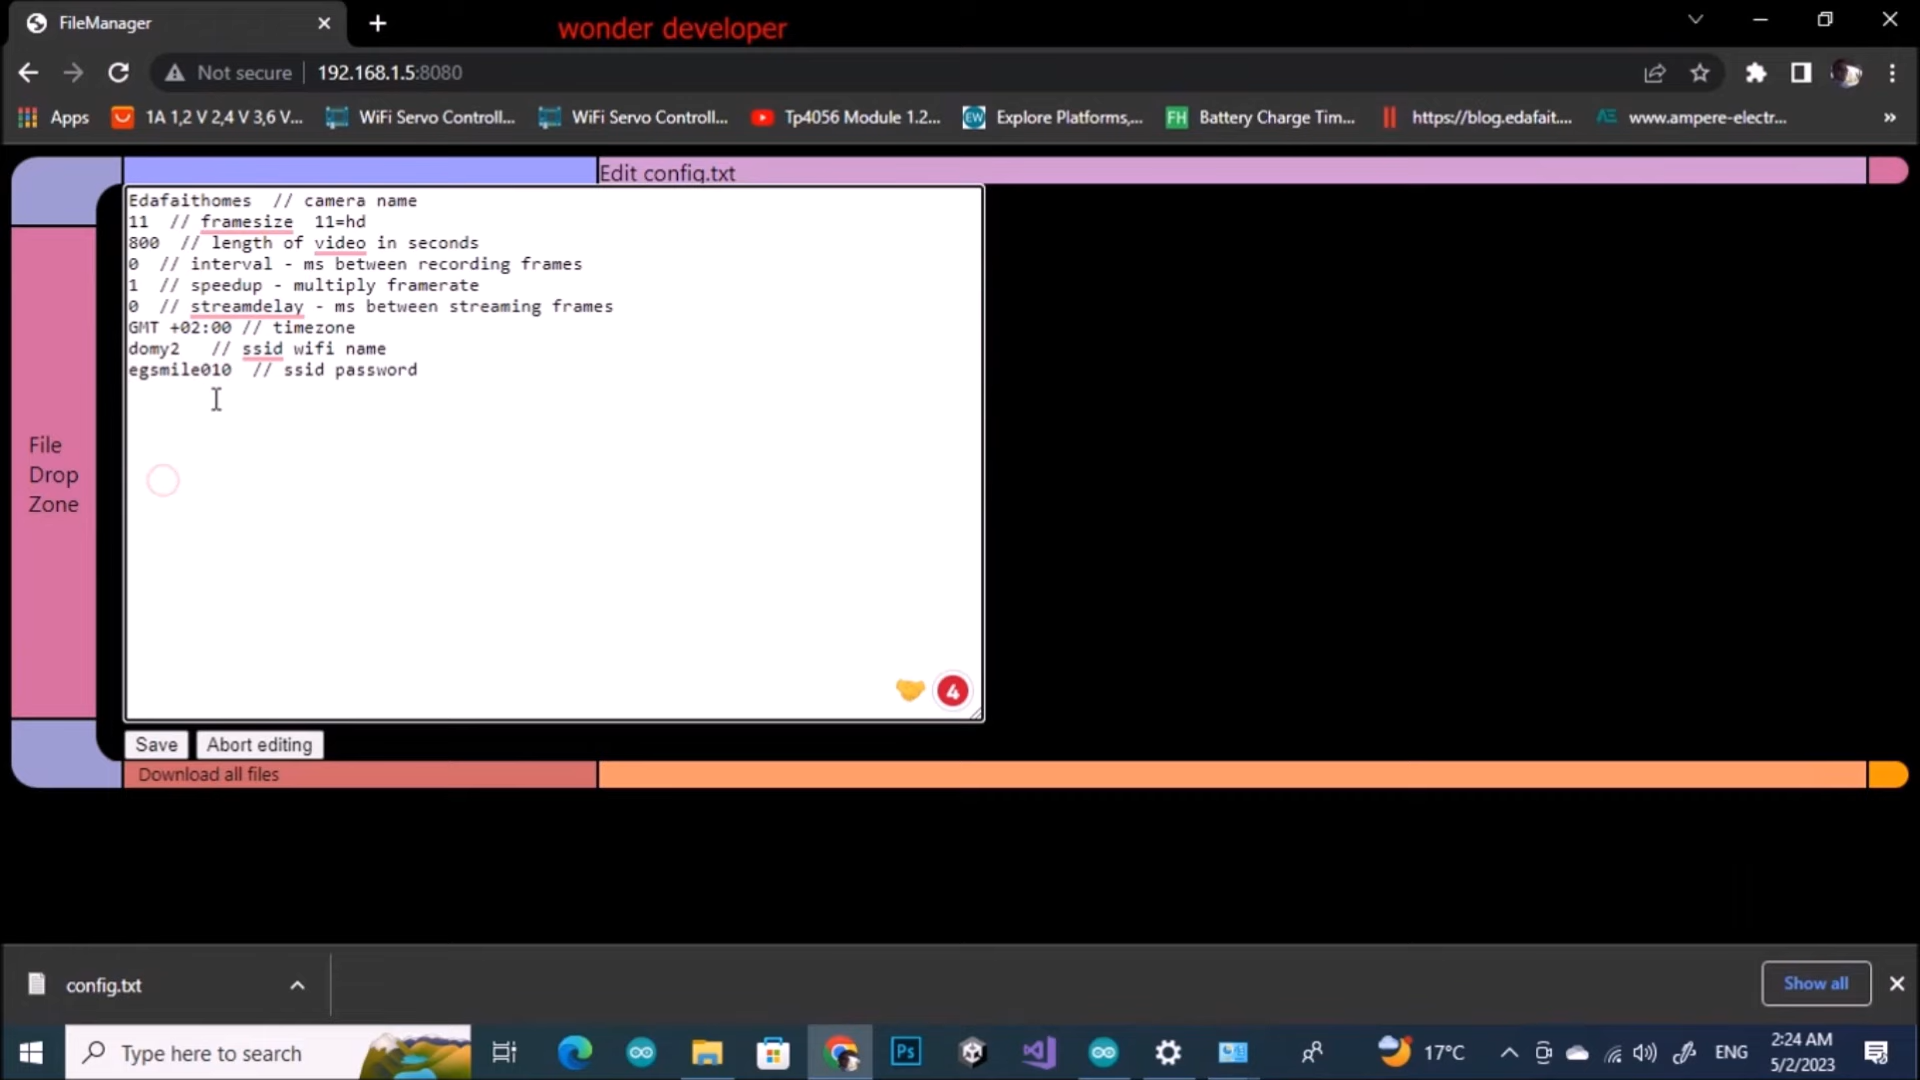 FileManager
wonder developer
Not secure 192.168.1.5:8080
Apps 1A 1,2 V 2,4 V 3,6 V... WiFi Servo Controll... WiFi Servo Controll... Tp4056 Module 1.2... EW Explore Platforms,... FH Battery Charge Tim... https://blog.edafait.... AE www.ampere-electr... »
Edit config.txt
Edafaithomes // camera name
11 // framesize 11=hd
800 // length of video in seconds
0 // interval - ms between recording frames
1 // speedup - multiply framerate
0 // streamdelay - ms between streaming frames
GMT +02:00 // timezone
domy2 // ssid wifi name
egsmile010 // ssid password
File
Drop
Zone
4
Save Abort editing
Download all files
config.txt
Show all
Type here to search
Ps
17°C
ENG
2:24 AM
5/2/2023